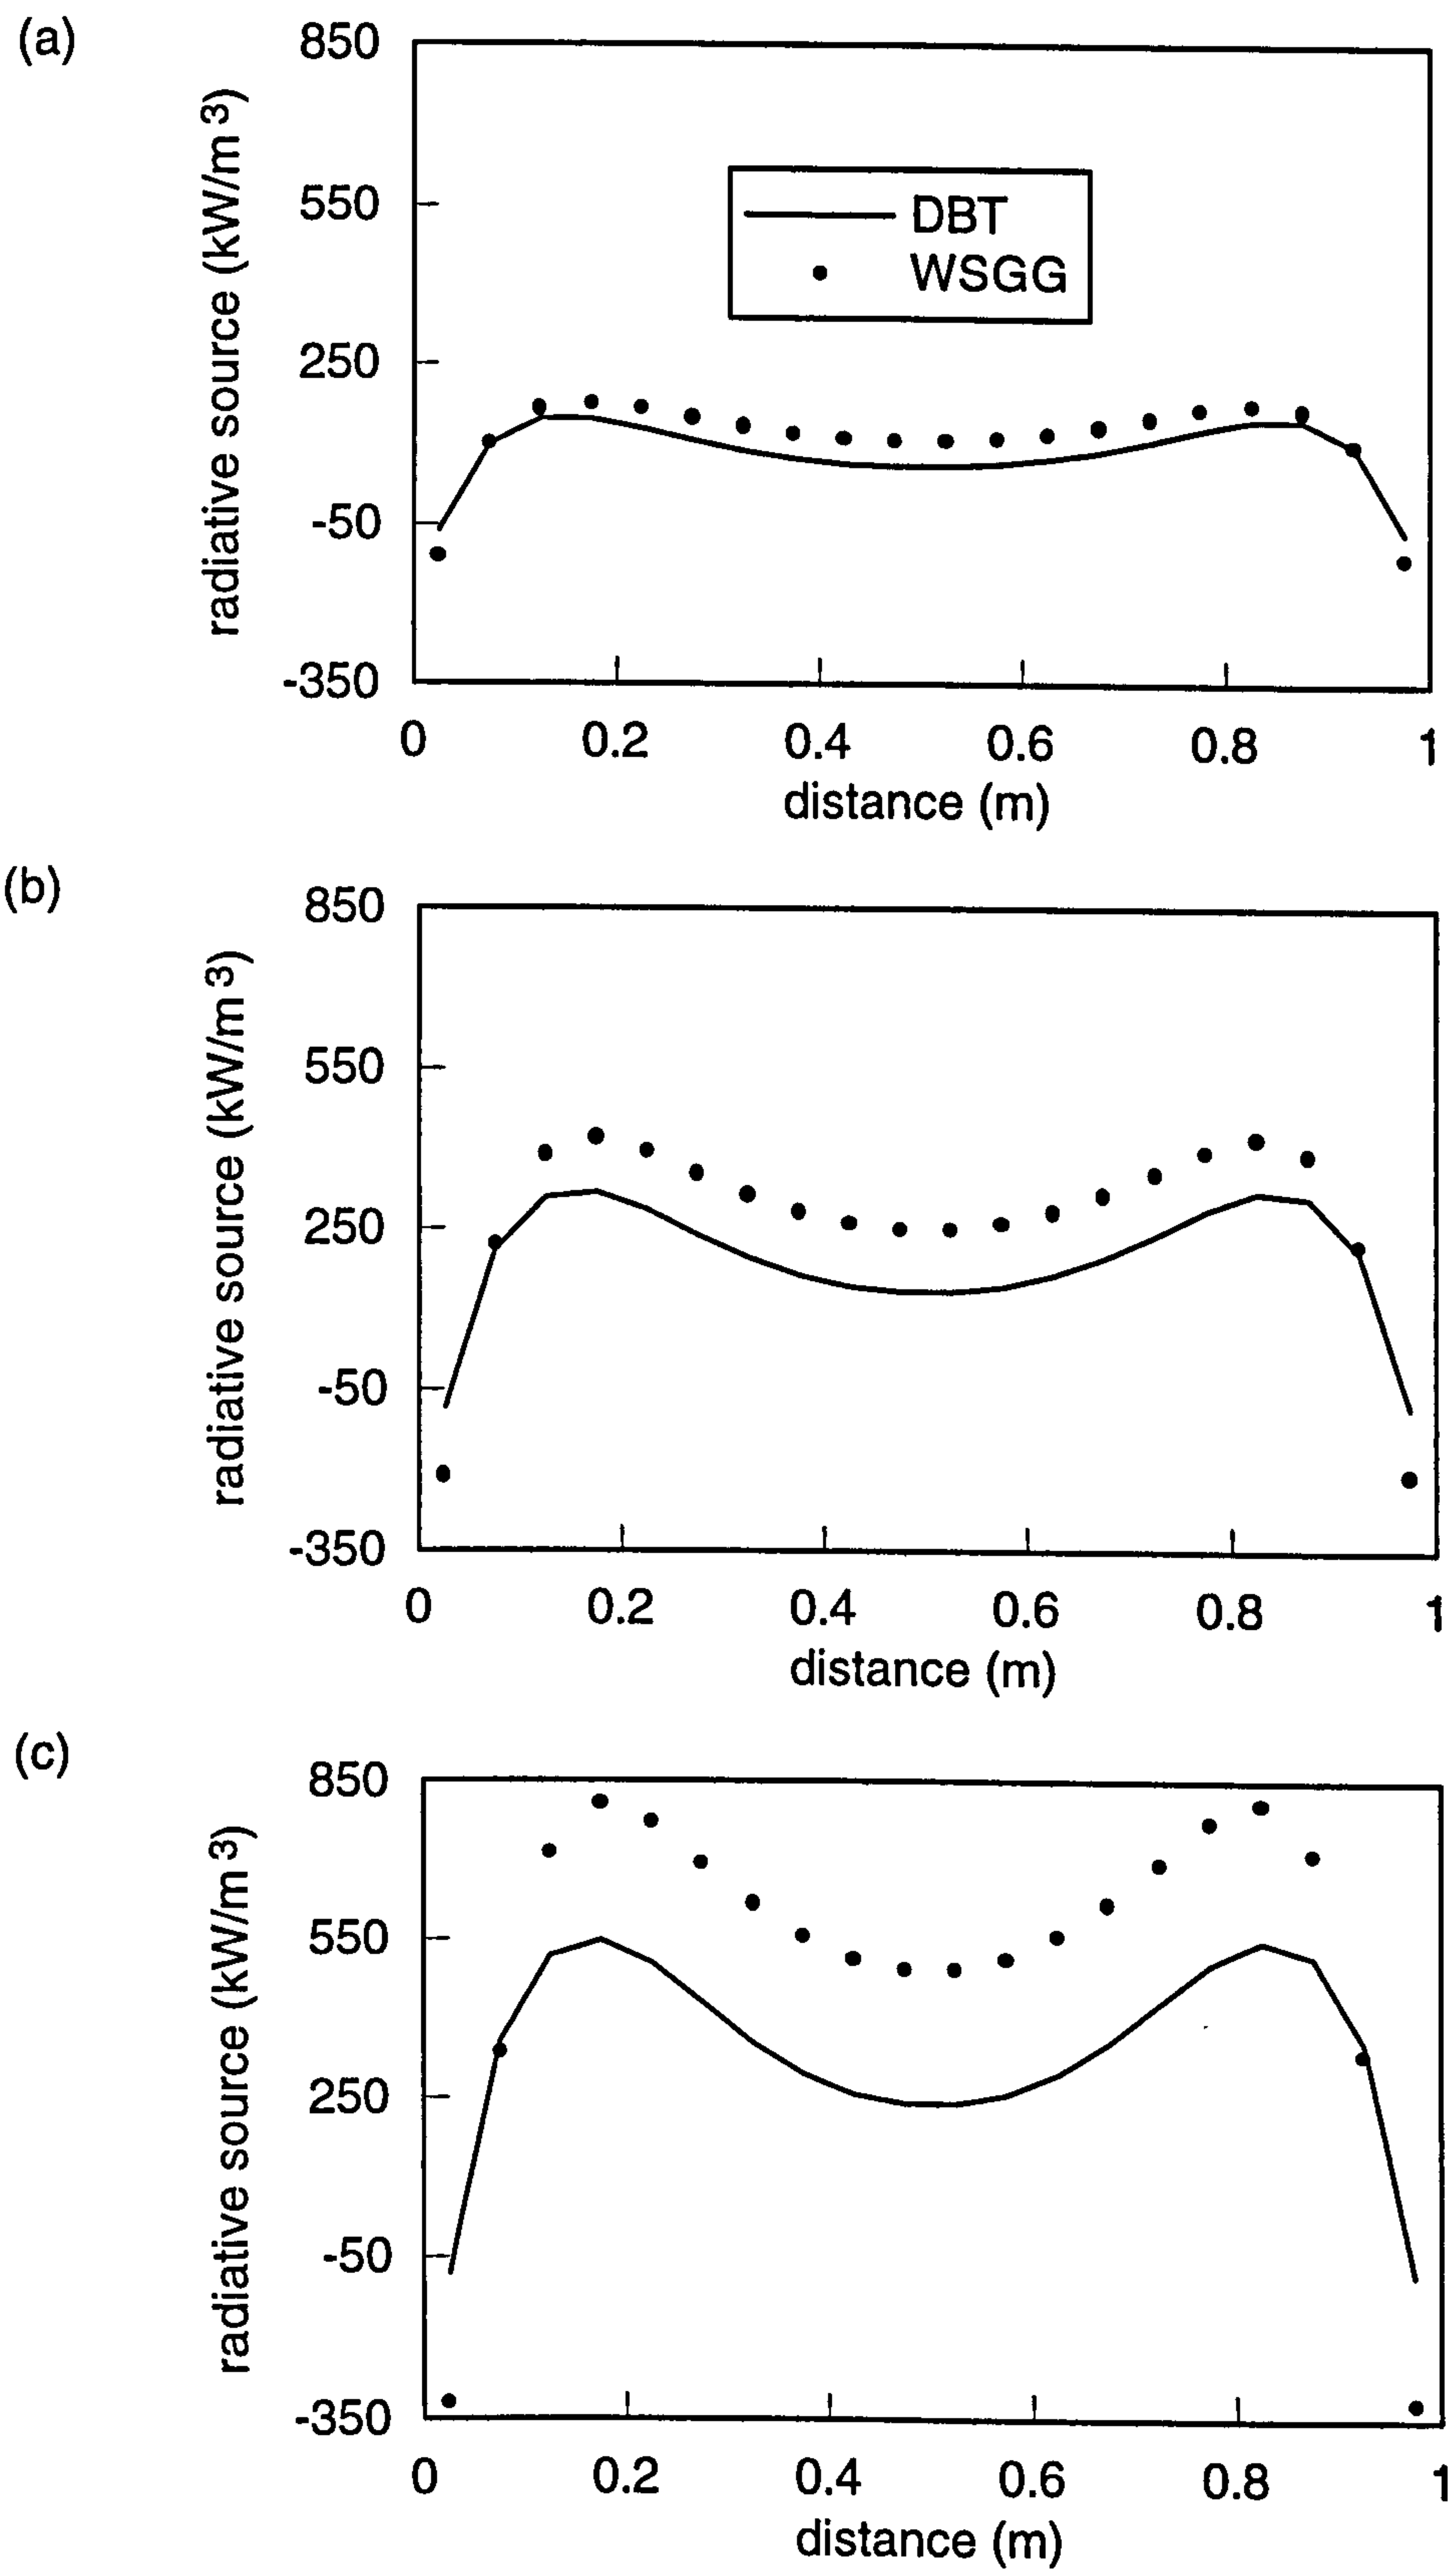 (a)
850
550
250
-50
-350
radiative source (kW/m³)
DBT
WSGG
0 0.2 0.4 0.6 0.8 1
distance (m)
(b)
850
550
250
-50
-350
radiative source (kW/m³)
0 0.2 0.4 0.6 0.8 1
distance (m)
(c)
850
550
250
-50
-350
radiative source (kW/m³)
0 0.2 0.4 0.6 0.8 1
distance (m)